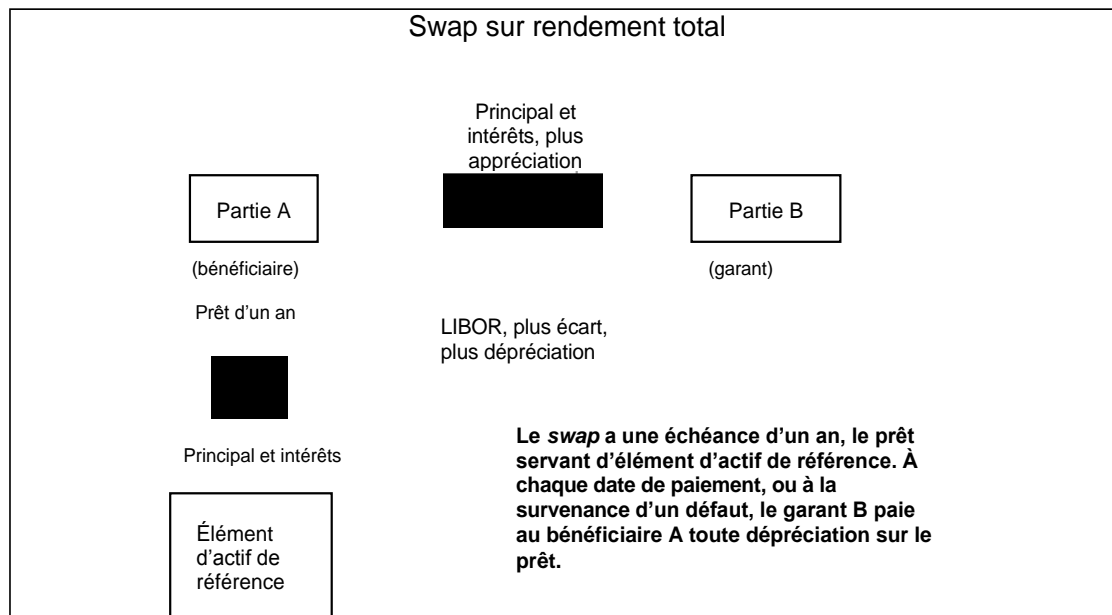 Swap sur rendement total
Principal et
intérêts, plus
appréciation
Partie A
Partie B
(bénéficiaire)
(garant)
Prêt d’un an
LIBOR, plus écart,
plus dépréciation
Principal et intérêts
Le swap a une échéance d’un an, le prêt
servant d’élément d’actif de référence. À
chaque date de paiement, ou à la
survenance d’un défaut, le garant B paie
au bénéficiaire A toute dépréciation sur le
prêt.
Élément
d’actif de
référence